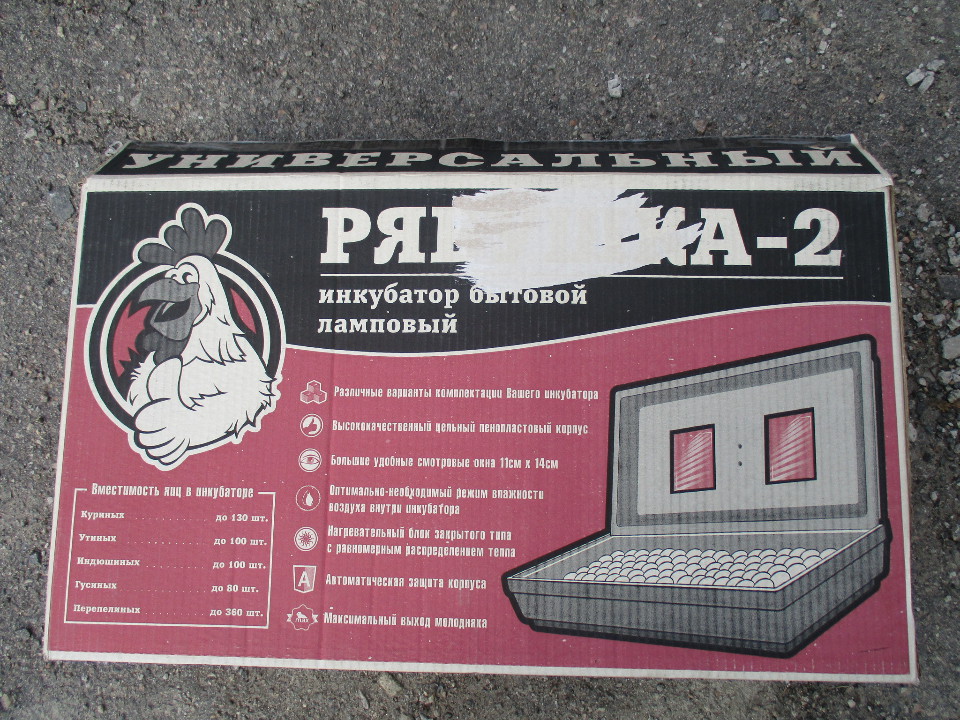 УНИВЕРСАЛЬНЫЙ
А-2
инкубатор бытовой
ламповый
Различные варианты комплектации Вашего инкубатора
Высококачественный цельный пенопластовый корпус
Большие удобные смотровые окна 11см х 14см
Оптимально-необходимый режим влажности
воздуха внутри инкубатора
Нагревательный блок закрытого типа
с равномерным распределением тепла
А Автоматическая защита корпуса
Максимальный выход молодняка
Вместимость яиц в инкубаторе
Куриных до 130 шт.
Утиных до 100 шт.
Индюшиных до 100 шт.
Гусиных до 80 шт.
Перепелиных до 360 шт.